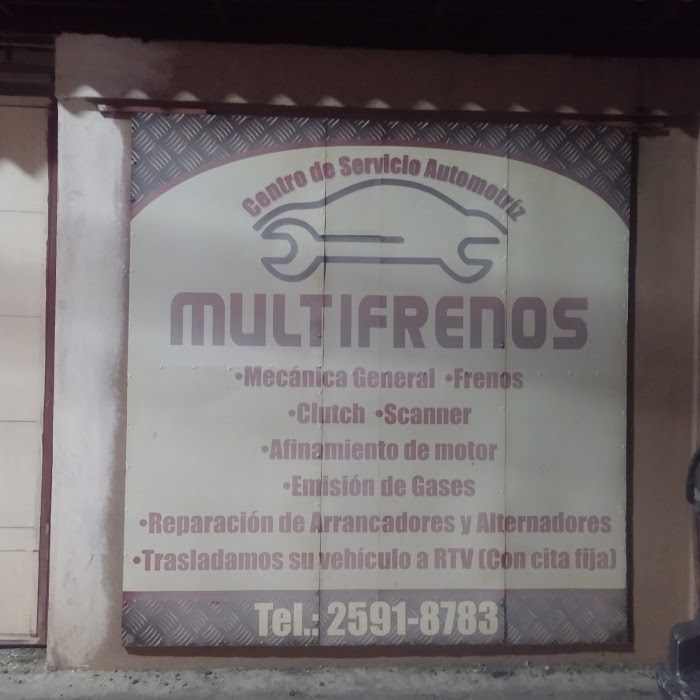 Centro de Servicio Automotríz
MULTIFRENOS
•Mecánica General •Frenos
•Clutch •Scanner
•Afinamiento de motor
•Emisión de Gases
•Reparación de Arrancadores y Alternadores
•Trasladamos su vehículo a RTV (Con cita fija)
Tel.: 2591-8783